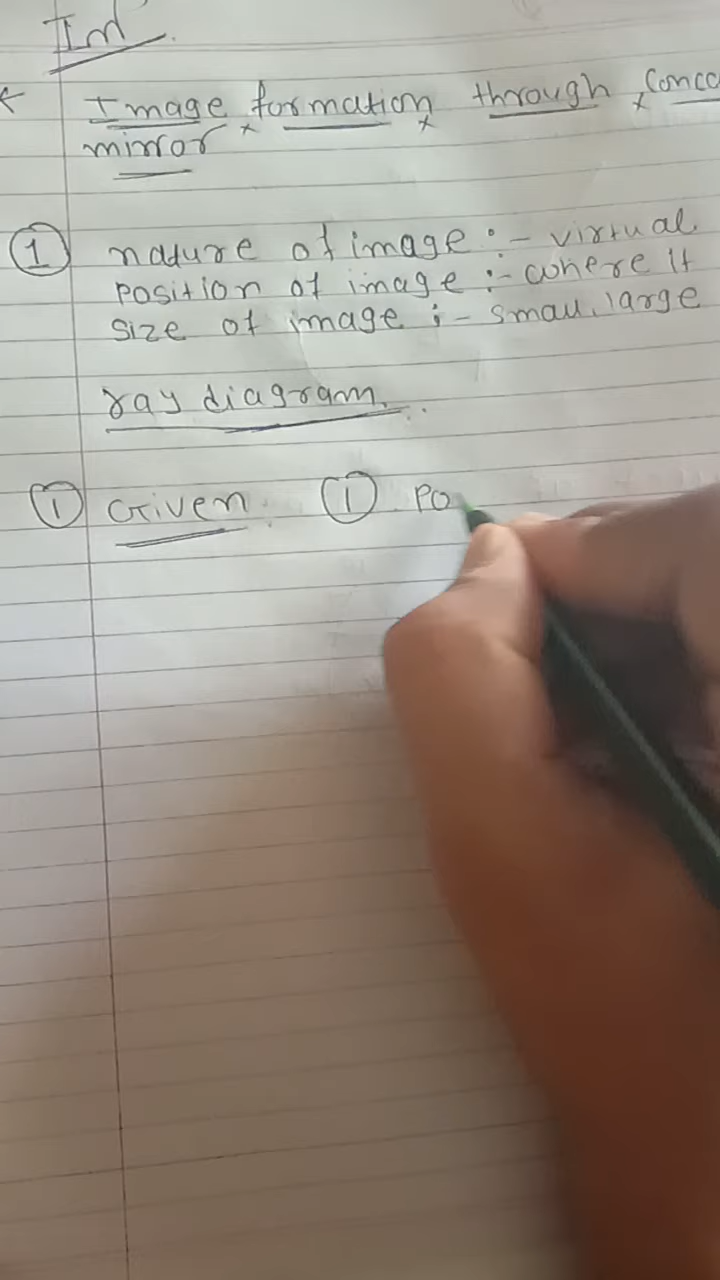 Im
Image formation through conca
mirror
1 nature of image :- virtual
position of image :- where it
size of image :- small, large
ray diagram
1 Given 1 Po